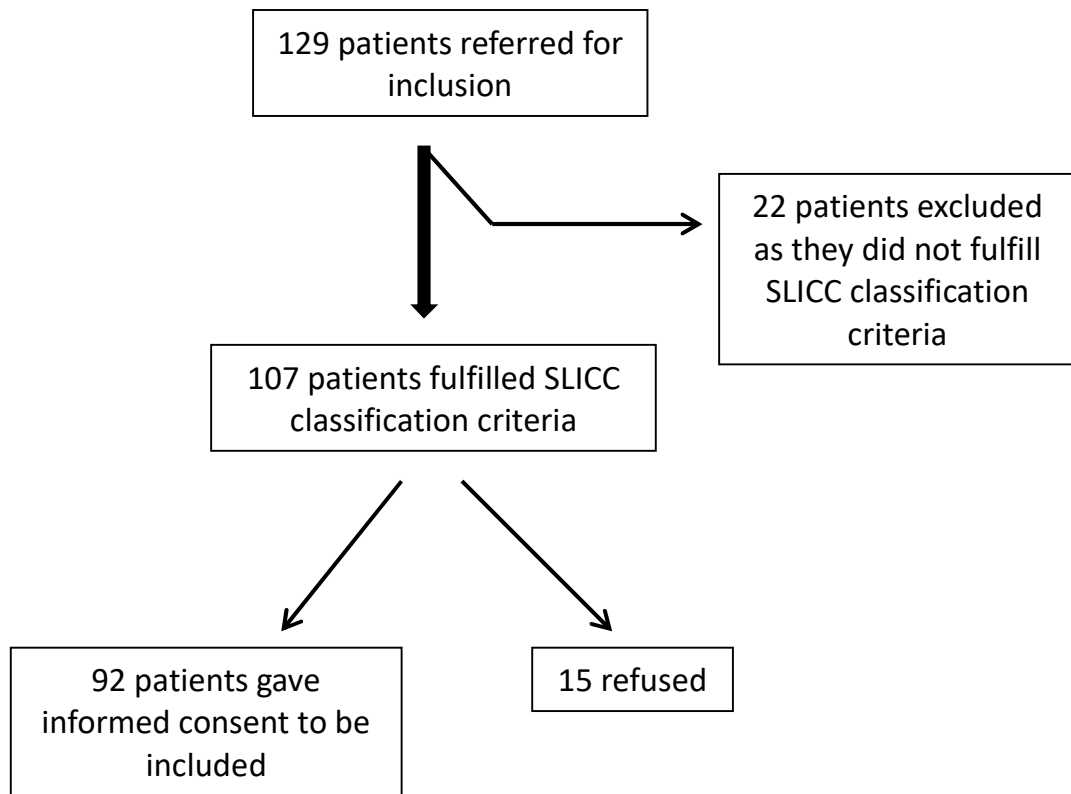 129 patients referred for
inclusion
22 patients excluded
as they did not fulfill
SLICC classification
criteria
107 patients fulfilled SLICC
classification criteria
92 patients gave
informed consent to be
included
15 refused